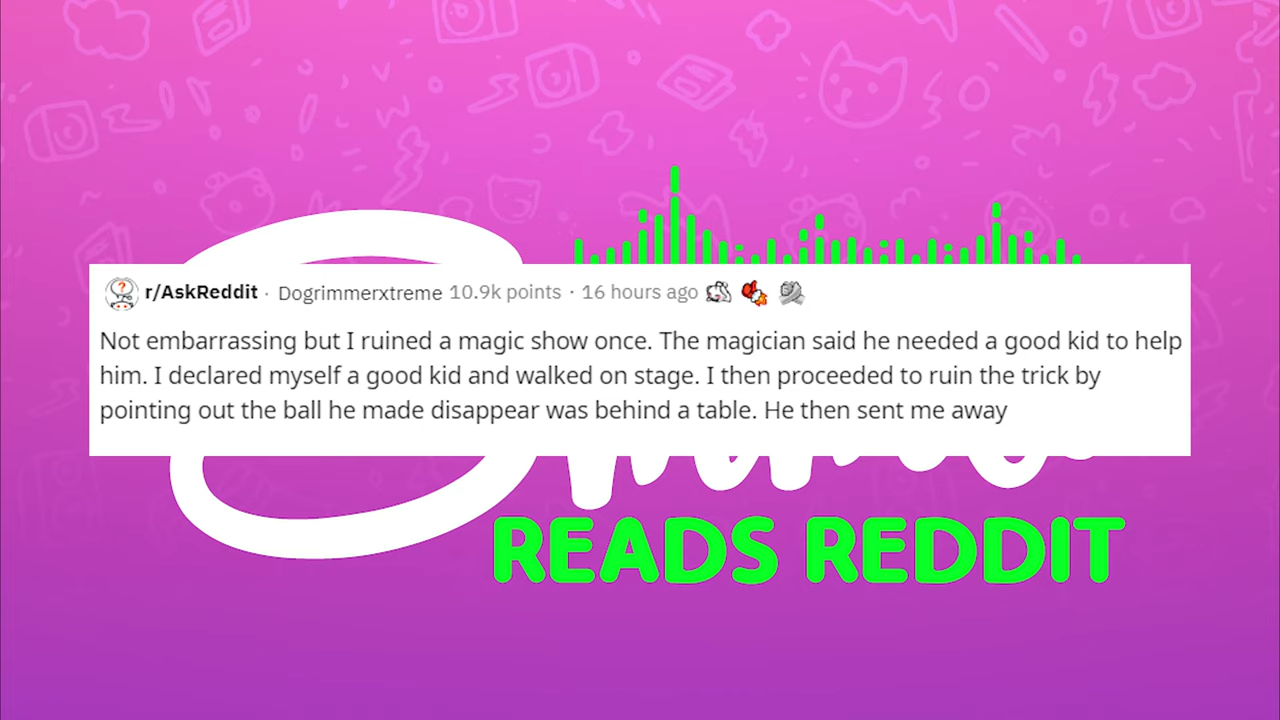 r/AskReddit · Dogrimmerxtreme 10.9k points · 16 hours ago
Not embarrassing but I ruined a magic show once. The magician said he needed a good kid to help
him. I declared myself a good kid and walked on stage. I then proceeded to ruin the trick by
pointing out the ball he made disappear was behind a table. He then sent me away
READS REDDIT